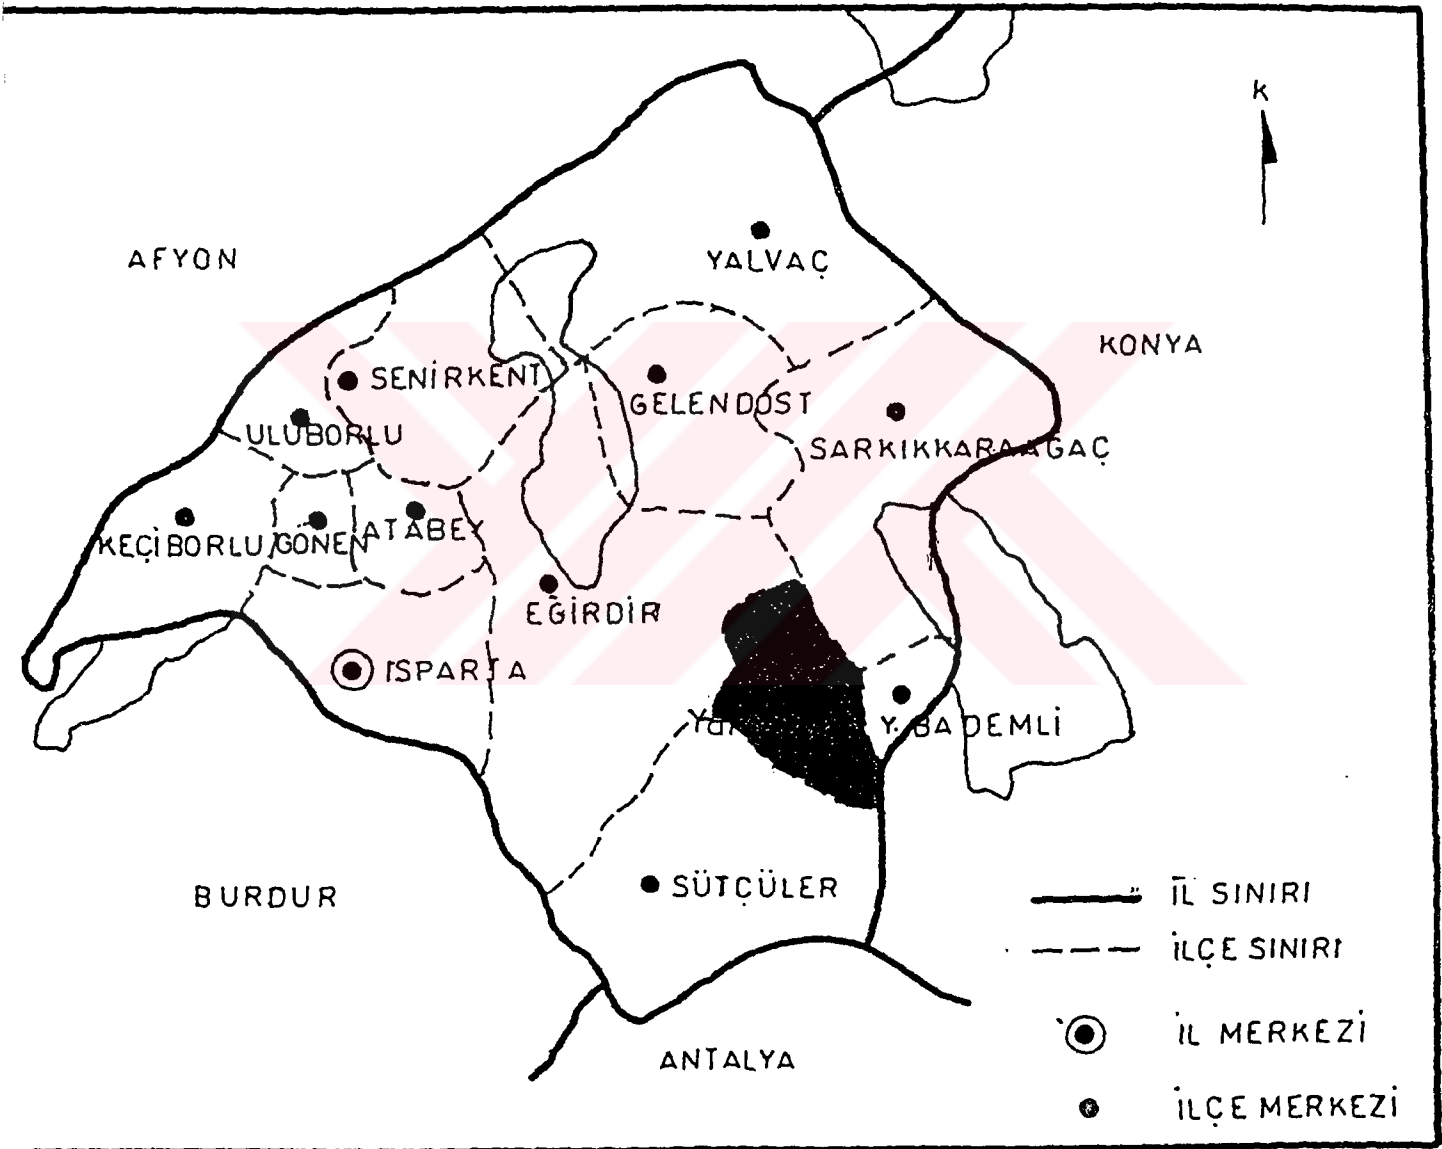 k
AFYON
YALVAÇ
KONYA
SENİRKENT
GELENDOST
ULUBORLU
SARKIKKARAAĞAÇ
KEÇİBORLU
GÖNEN
ATABEY
EĞİRDİR
ISPARTA
Y. BADEMLİ
BURDUR
SÜTÇÜLER
İL SINIRI
İLÇE SINIRI
İL MERKEZİ
ANTALYA
İLÇE MERKEZİ